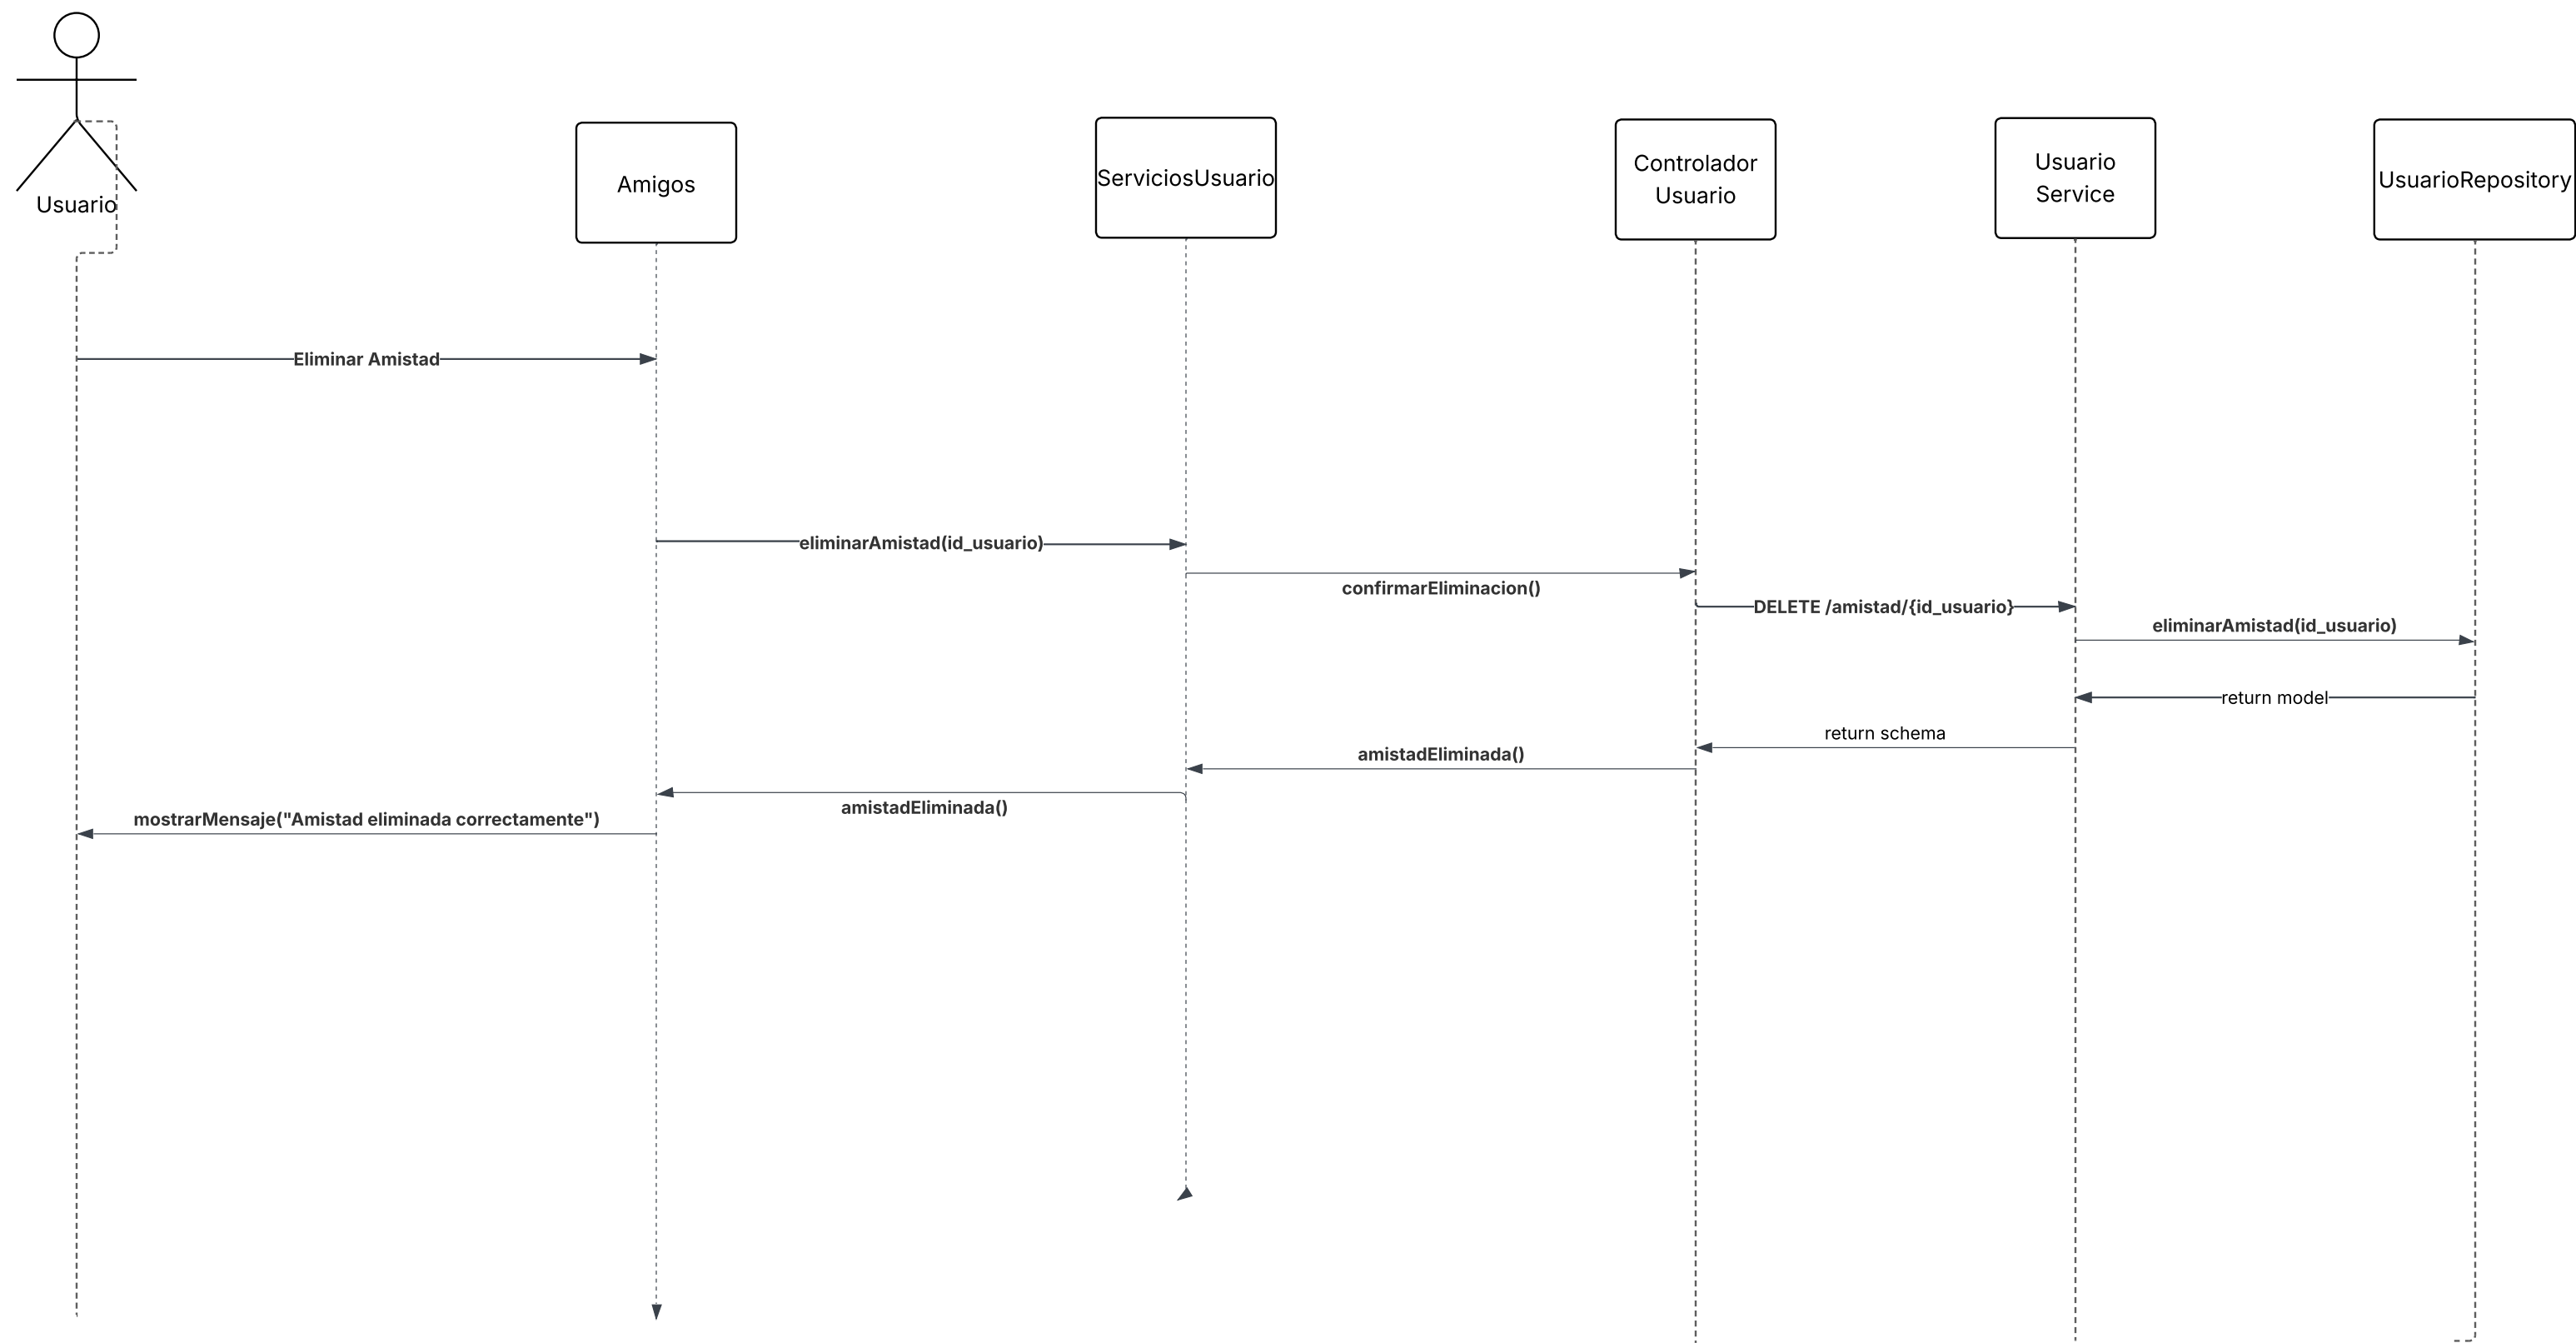 Usuario
Amigos
ServiciosUsuario
Controlador
Usuario
Usuario
Service
UsuarioRepository
Eliminar Amistad
eliminarAmistad(id_usuario)
confirmarEliminacion()
DELETE /amistad/{id_usuario}
eliminarAmistad(id_usuario)
return model
return schema
amistadEliminada()
amistadEliminada()
mostrarMensaje("Amistad eliminada correctamente")